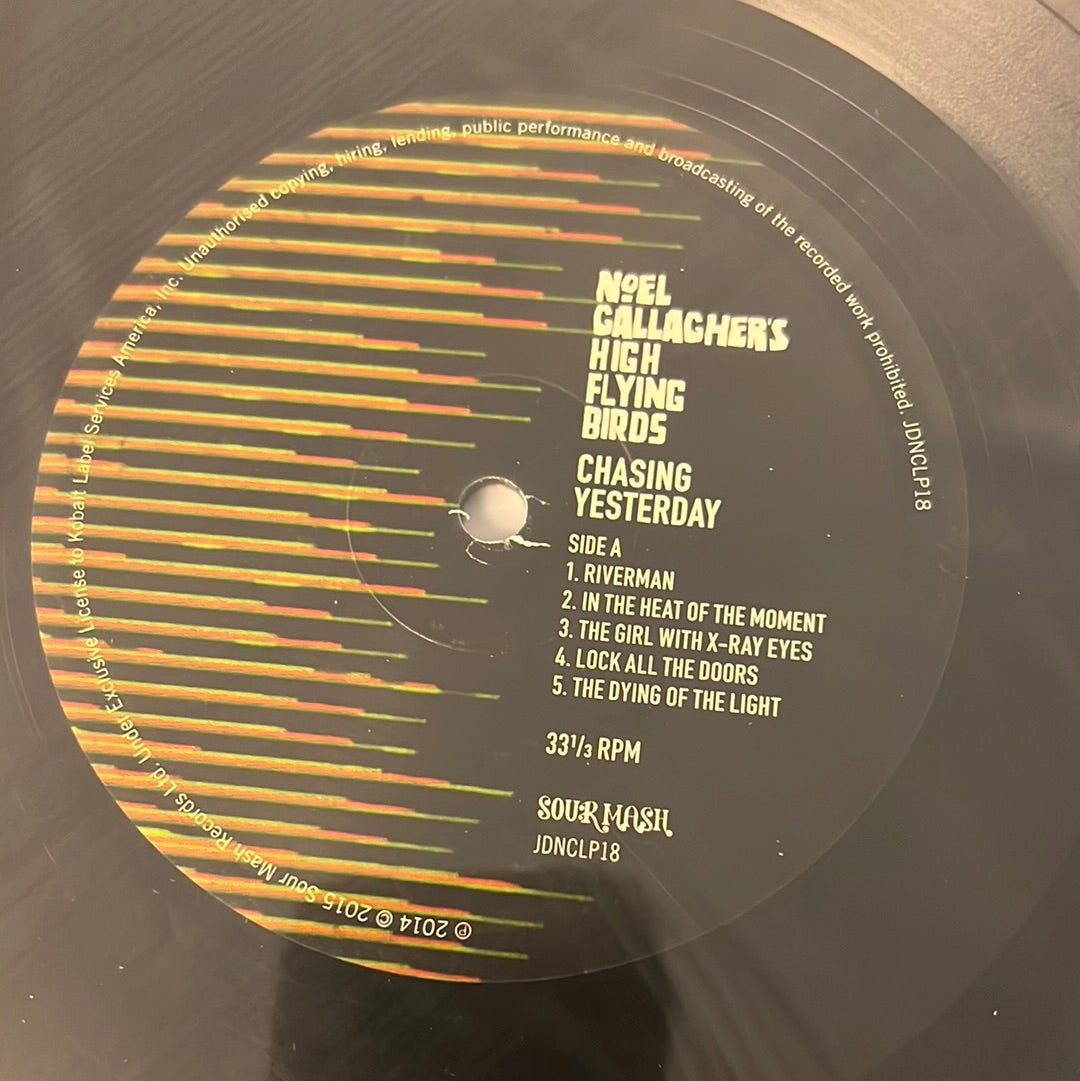 NOEL
GALLAGHER'S
HIGH
FLYING
BIRDS
CHASING
YESTERDAY
SIDE A
1. RIVERMAN
2. IN THE HEAT OF THE MOMENT
3. THE GIRL WITH X-RAY EYES
4. LOCK ALL THE DOORS
5. THE DYING OF THE LIGHT
33⅓ RPM
SOUR MASH
JDNCLP18
℗ 2014 © 2015 Sour Mash Records Ltd. Under Exclusive License to Kobalt Label Services America, Inc. Unauthorised copying, hiring, lending, public performance and broadcasting of the recorded work prohibited. JDNCLP18